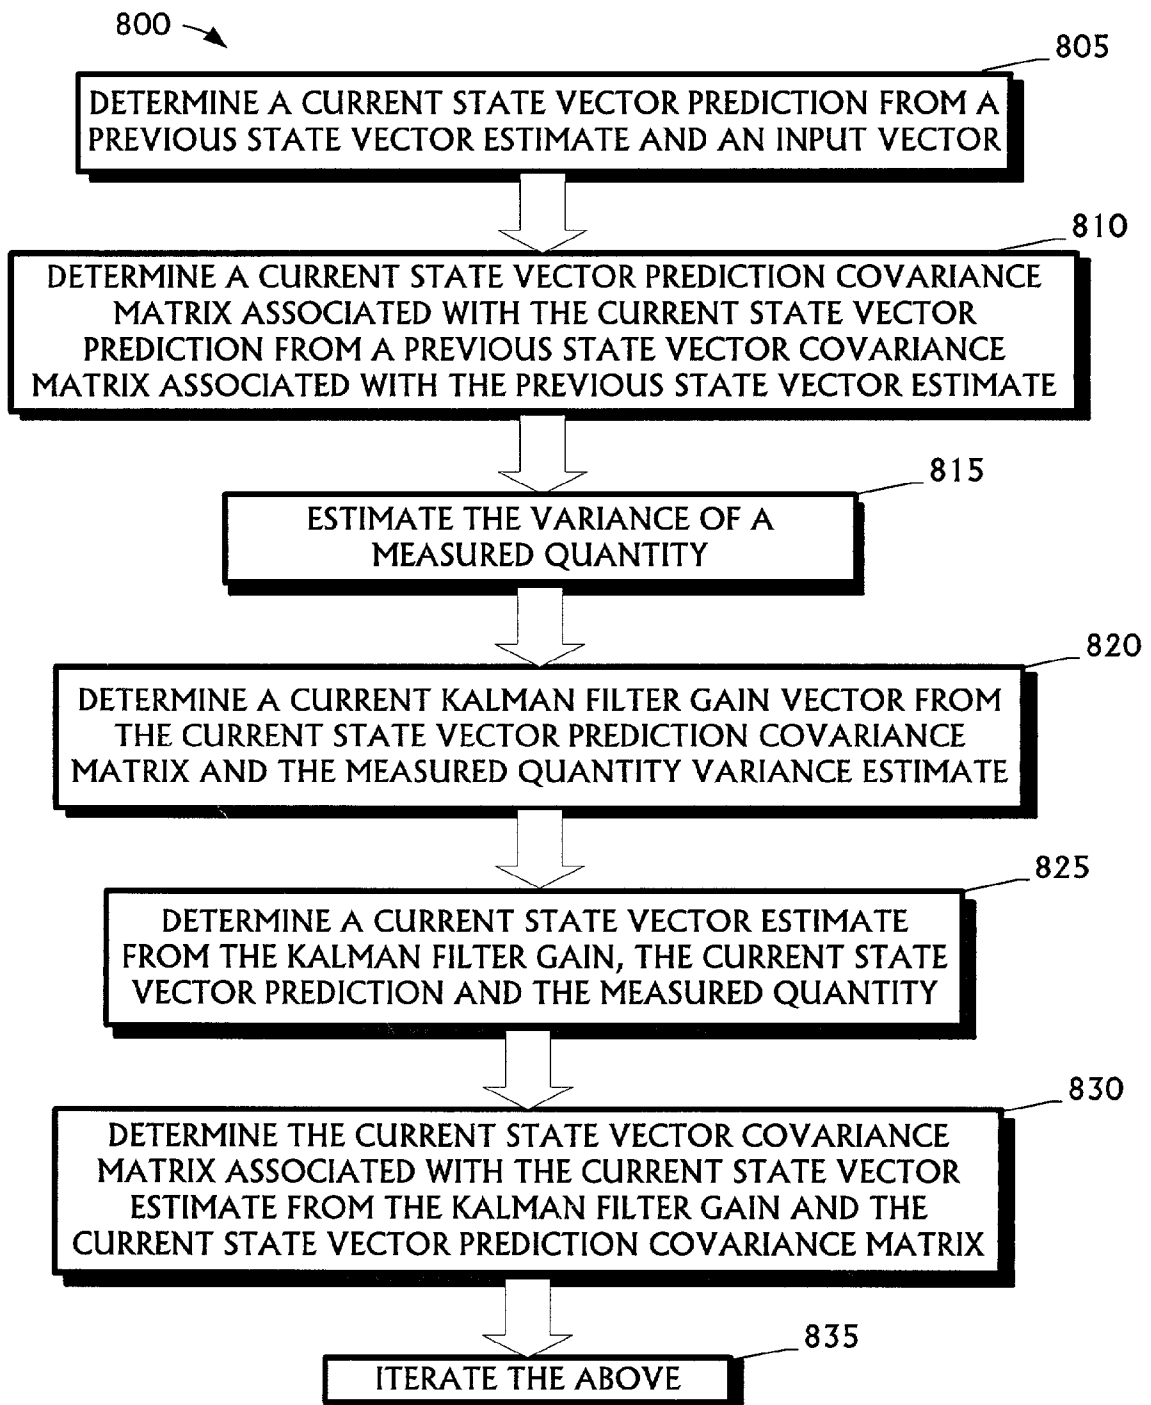 800
805
DETERMINE A CURRENT STATE VECTOR PREDICTION FROM A
PREVIOUS STATE VECTOR ESTIMATE AND AN INPUT VECTOR
810
DETERMINE A CURRENT STATE VECTOR PREDICTION COVARIANCE
MATRIX ASSOCIATED WITH THE CURRENT STATE VECTOR
PREDICTION FROM A PREVIOUS STATE VECTOR COVARIANCE
MATRIX ASSOCIATED WITH THE PREVIOUS STATE VECTOR ESTIMATE
815
ESTIMATE THE VARIANCE OF A
MEASURED QUANTITY
820
DETERMINE A CURRENT KALMAN FILTER GAIN VECTOR FROM
THE CURRENT STATE VECTOR PREDICTION COVARIANCE
MATRIX AND THE MEASURED QUANTITY VARIANCE ESTIMATE
825
DETERMINE A CURRENT STATE VECTOR ESTIMATE
FROM THE KALMAN FILTER GAIN, THE CURRENT STATE
VECTOR PREDICTION AND THE MEASURED QUANTITY
830
DETERMINE THE CURRENT STATE VECTOR COVARIANCE
MATRIX ASSOCIATED WITH THE CURRENT STATE VECTOR
ESTIMATE FROM THE KALMAN FILTER GAIN AND THE
CURRENT STATE VECTOR PREDICTION COVARIANCE MATRIX
835
ITERATE THE ABOVE